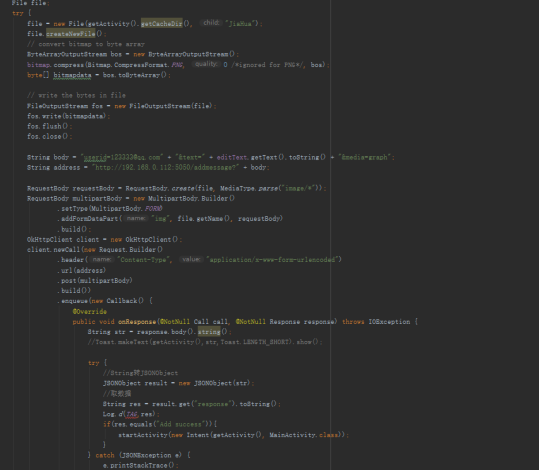 File file;
try {
file = new File(getActivity().getCacheDir(), child: "JiaHua");
file.createNewFile();
// convert bitmap to byte array
ByteArrayOutputStream bos = new ByteArrayOutputStream();
bitmap.compress(Bitmap.CompressFormat.PNG, quality: 0 /*ignored for PNG*/, bos);
byte[] bitmapdata = bos.toByteArray();
// write the bytes in file
FileOutputStream fos = new FileOutputStream(file);
fos.write(bitmapdata);
fos.flush();
fos.close();
String body = "userid=123333@qq.com" + "&text=" + editText.getText().toString() + "&media=graph";
String address = "http://192.168.0.112:3050/addmessage?" + body;
RequestBody requestBody = RequestBody.create(file, MediaType.parse("image/*"));
RequestBody multipartBody = new MultipartBody.Builder()
.setType(MultipartBody.FORM)
.addFormDataPart( name: "img", file.getName(), requestBody)
.build();
OkHttpClient client = new OkHttpClient();
client.newCall(new Request.Builder()
.header( name: "Content-Type", value: "application/x-www-form-urlencoded")
.url(address)
.post(multipartBody)
.build())
.enqueue(new Callback() {
@Override
public void onResponse(@NotNull Call call, @NotNull Response response) throws IOException {
String str = response.body().string();
//Toast.makeText(getActivity(),str,Toast.LENGTH_SHORT).show();
try {
//String转JSONObject
JSONObject result = new JSONObject(str);
//取数据
String res = result.get("response").toString();
Log.d(TAG,res);
if(res.equals("Add success")){
startActivity(new Intent(getActivity(), MainActivity.class));
}
} catch (JSONException e) {
e.printStackTrace();